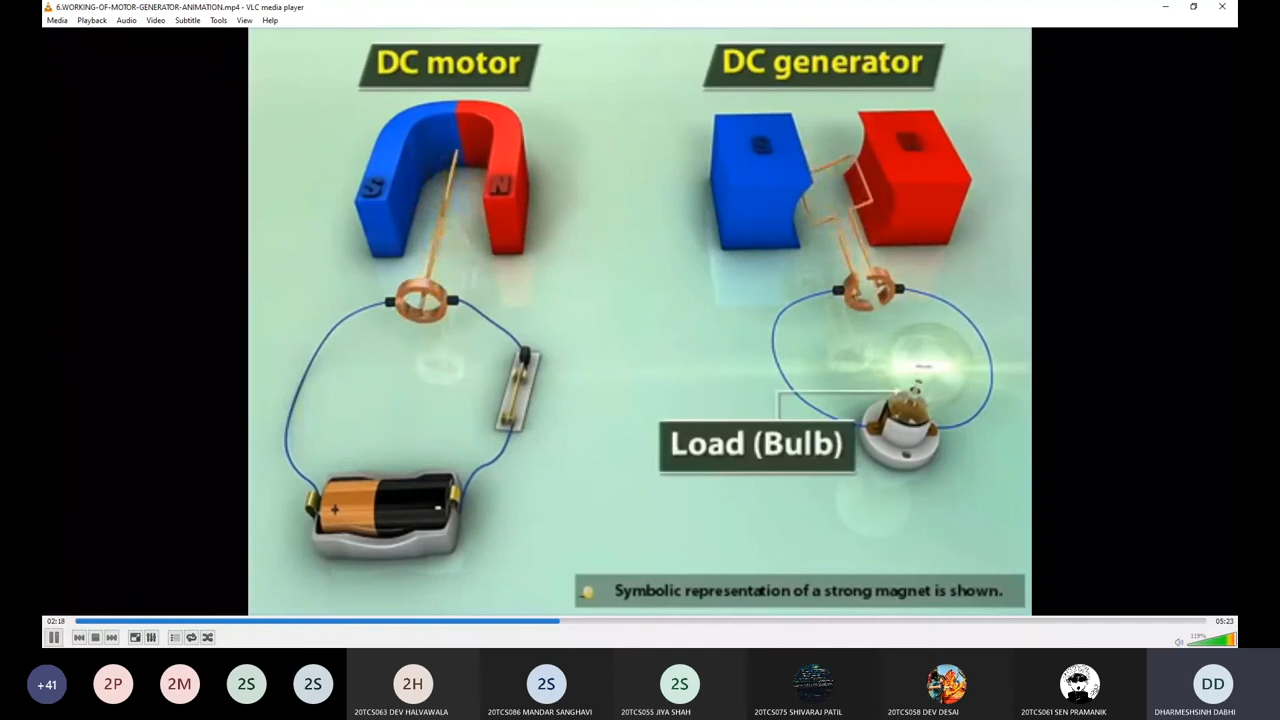 6.WORKING-OF-MOTOR-GENERATOR-ANIMATION.mp4 - VLC media player
Media Playback Audio Video Subtitle Tools View Help
DC motor
DC generator
S
N
S
+
-
Load (Bulb)
Symbolic representation of a strong magnet is shown.
02:18
05:23
119%
+41
2P
2M
2S
2S
2H
2S
2S
DD
20TCS063 DEV HALVAWALA
20TCS086 MANDAR SANGHAVI
20TCS055 JIYA SHAH
20TCS075 SHIVARAJ PATIL
20TCS058 DEV DESAI
20TCS061 SEN PRAMANIK
DHARMESHSINH DABHI